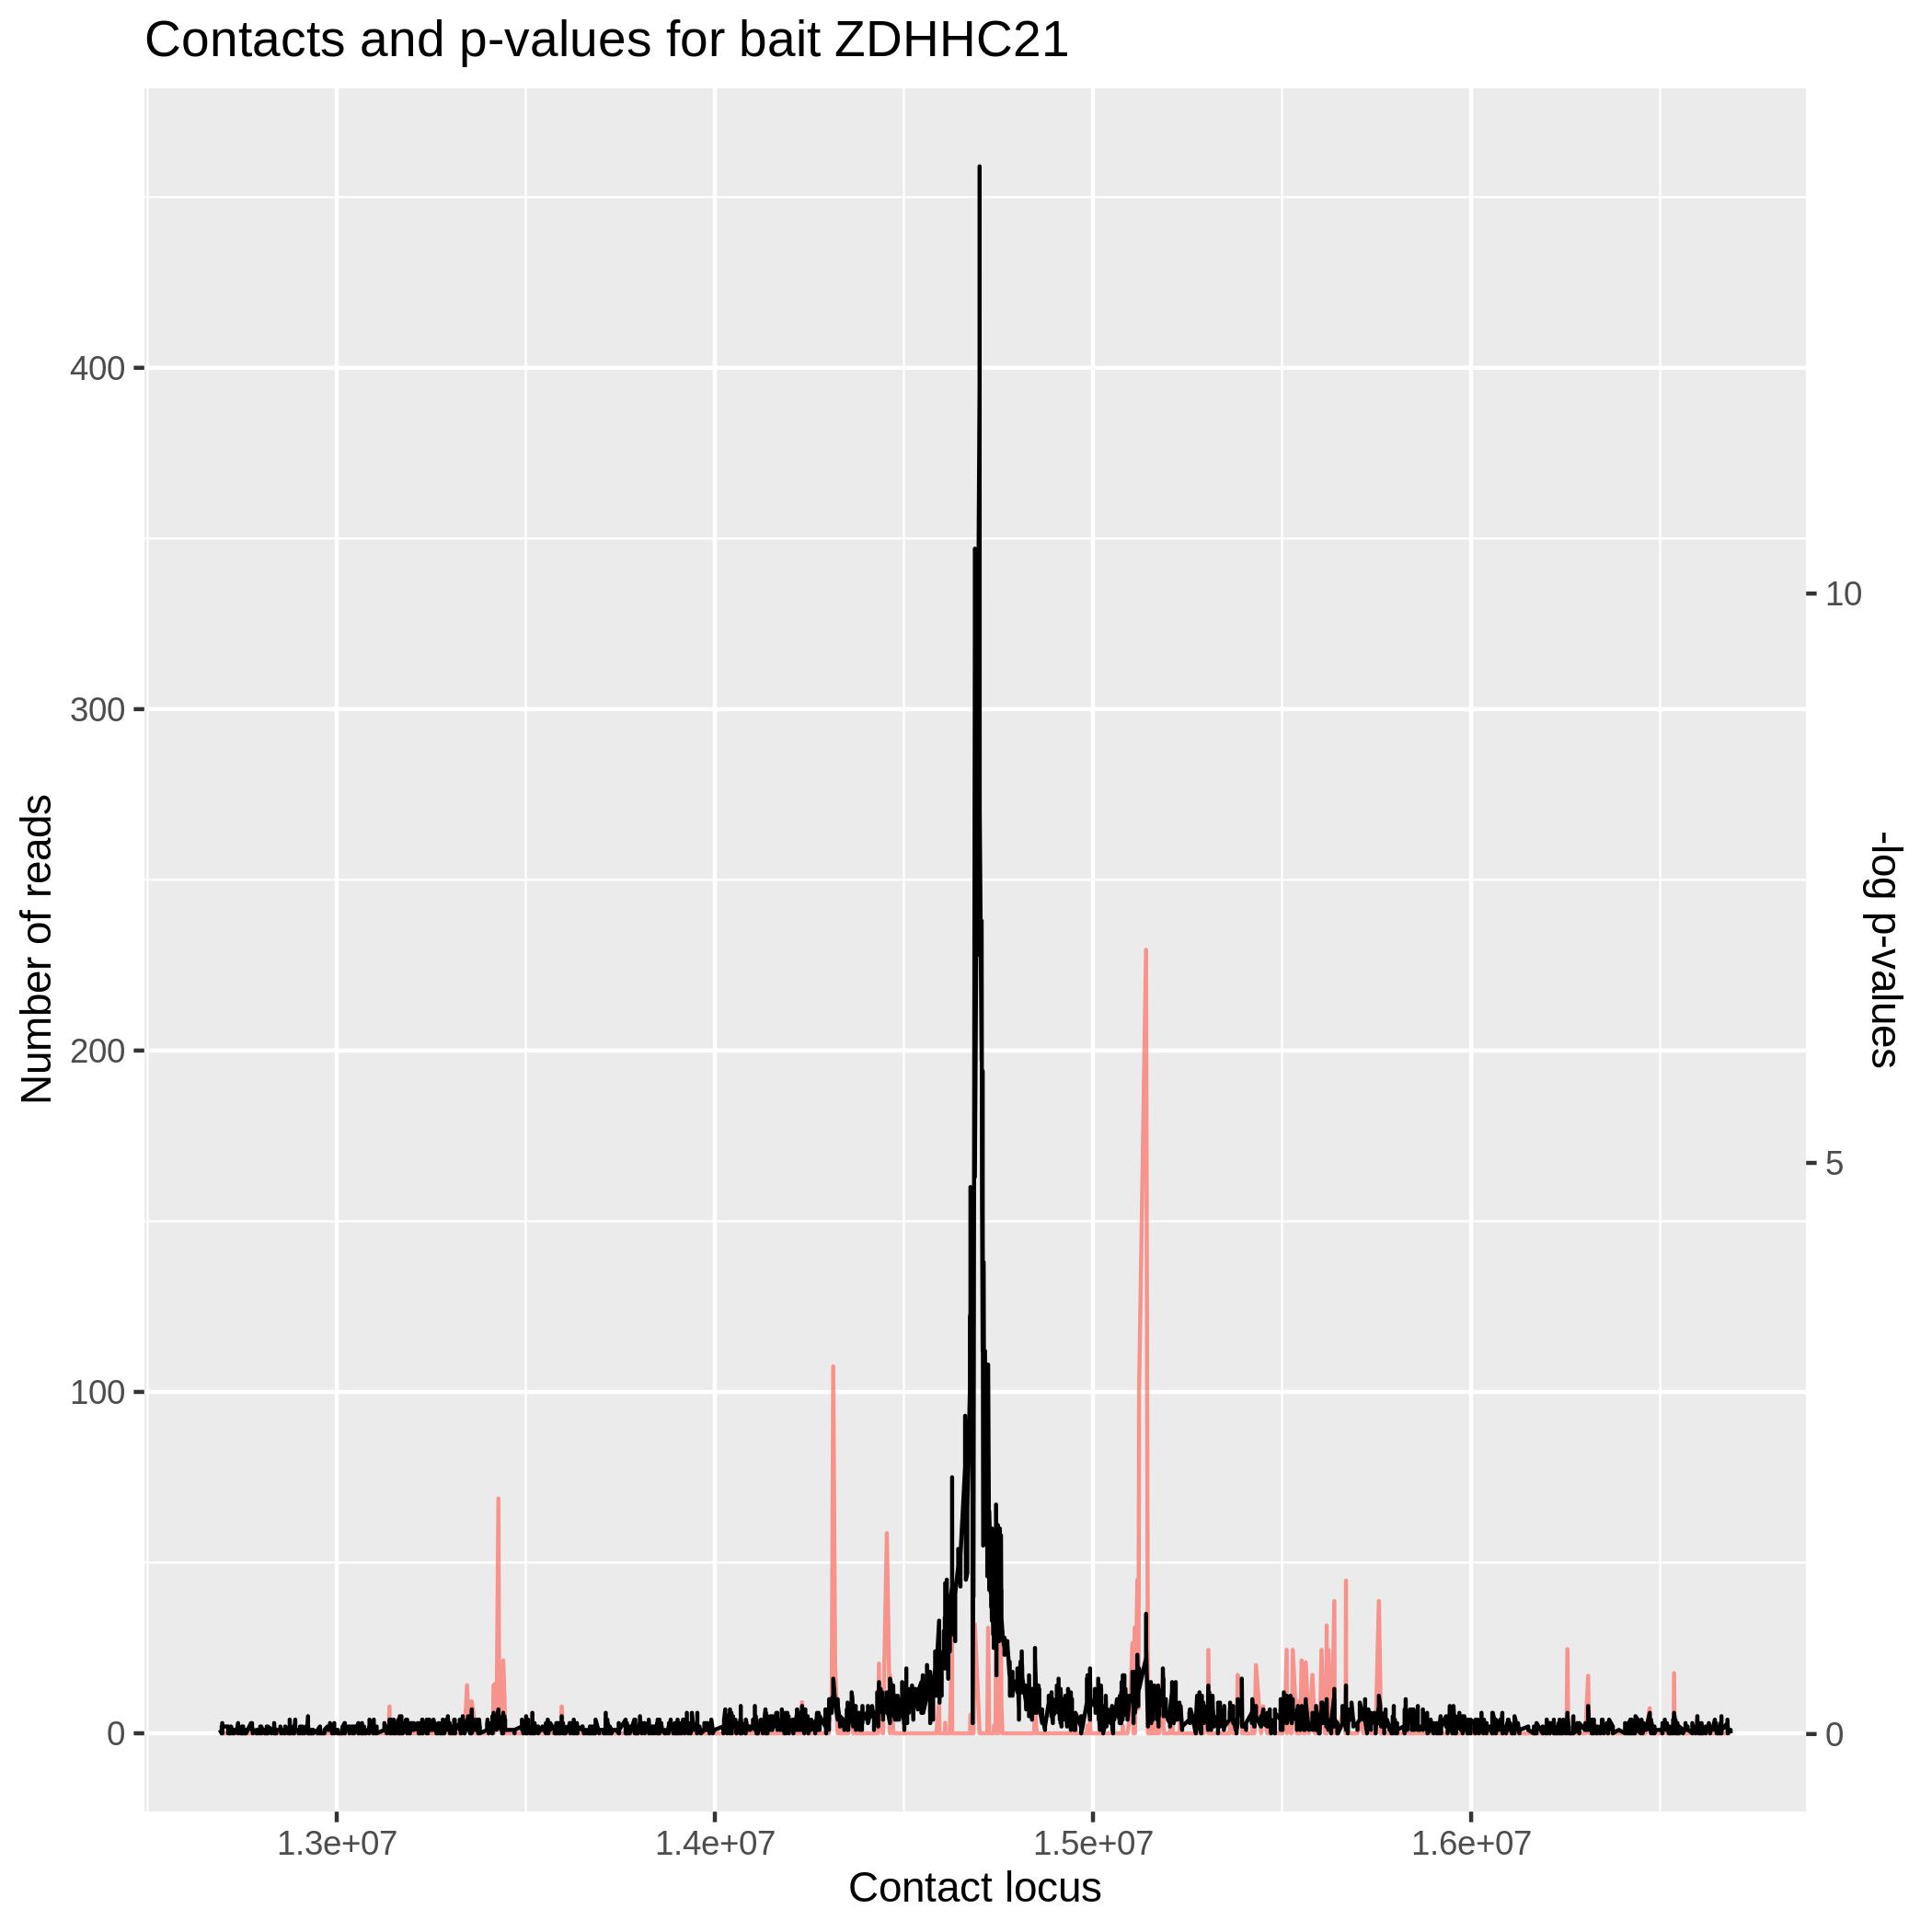 Contacts and p-values for bait ZDHHC21
400
300
200
100
0
Number of reads
10
5
0
-log p-values
1.3e+07
1.4e+07
1.5e+07
1.6e+07
Contact locus